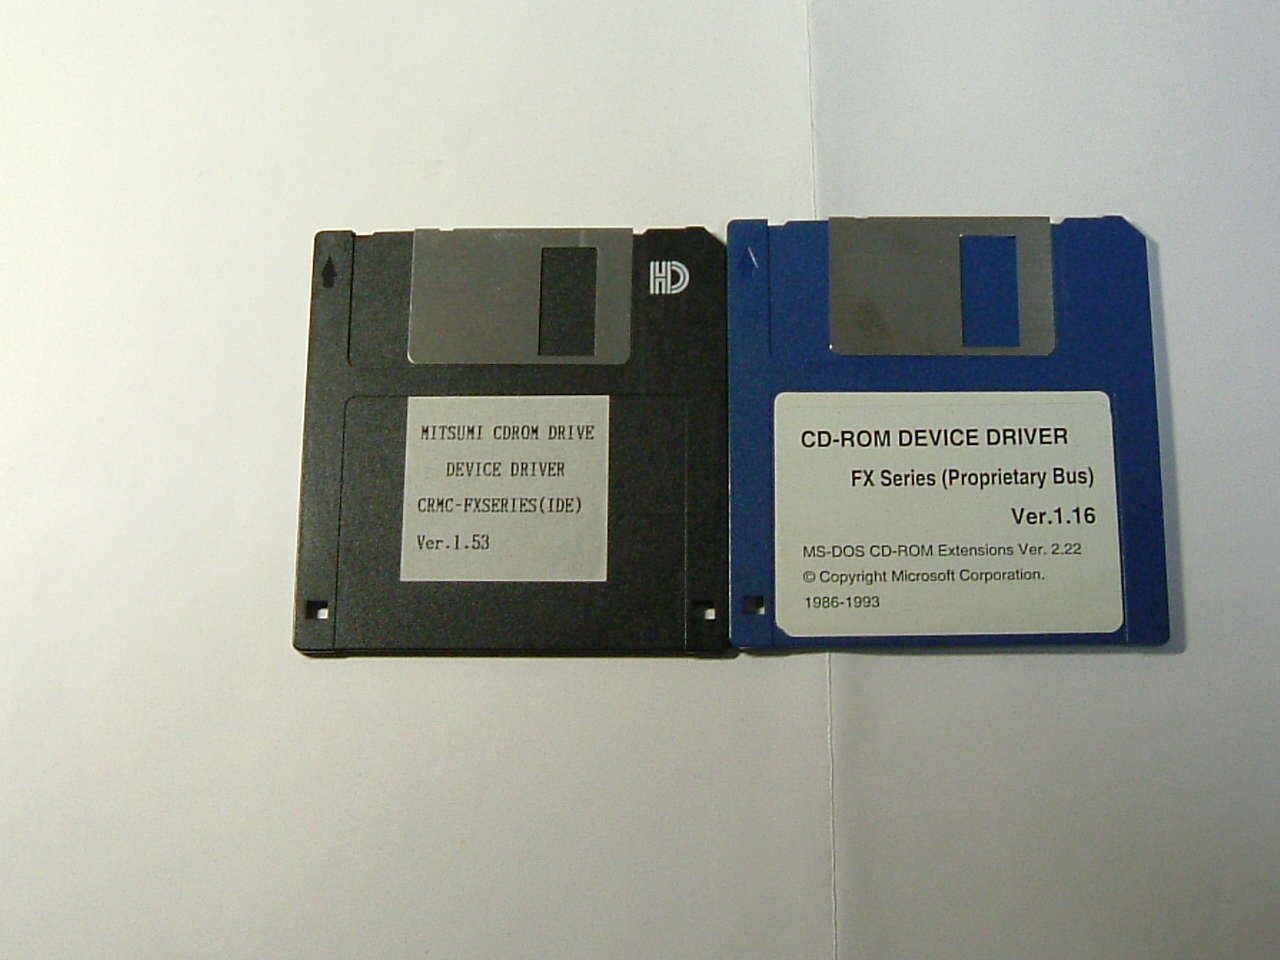 HD
MITSUMI CDROM DRIVE
DEVICE DRIVER
CRMC-FXSERIES(IDE)
Ver.1.53
CD-ROM DEVICE DRIVER
FX Series (Proprietary Bus)
Ver.1.16
MS-DOS CD-ROM Extensions Ver. 2.22
© Copyright Microsoft Corporation.
1986-1993